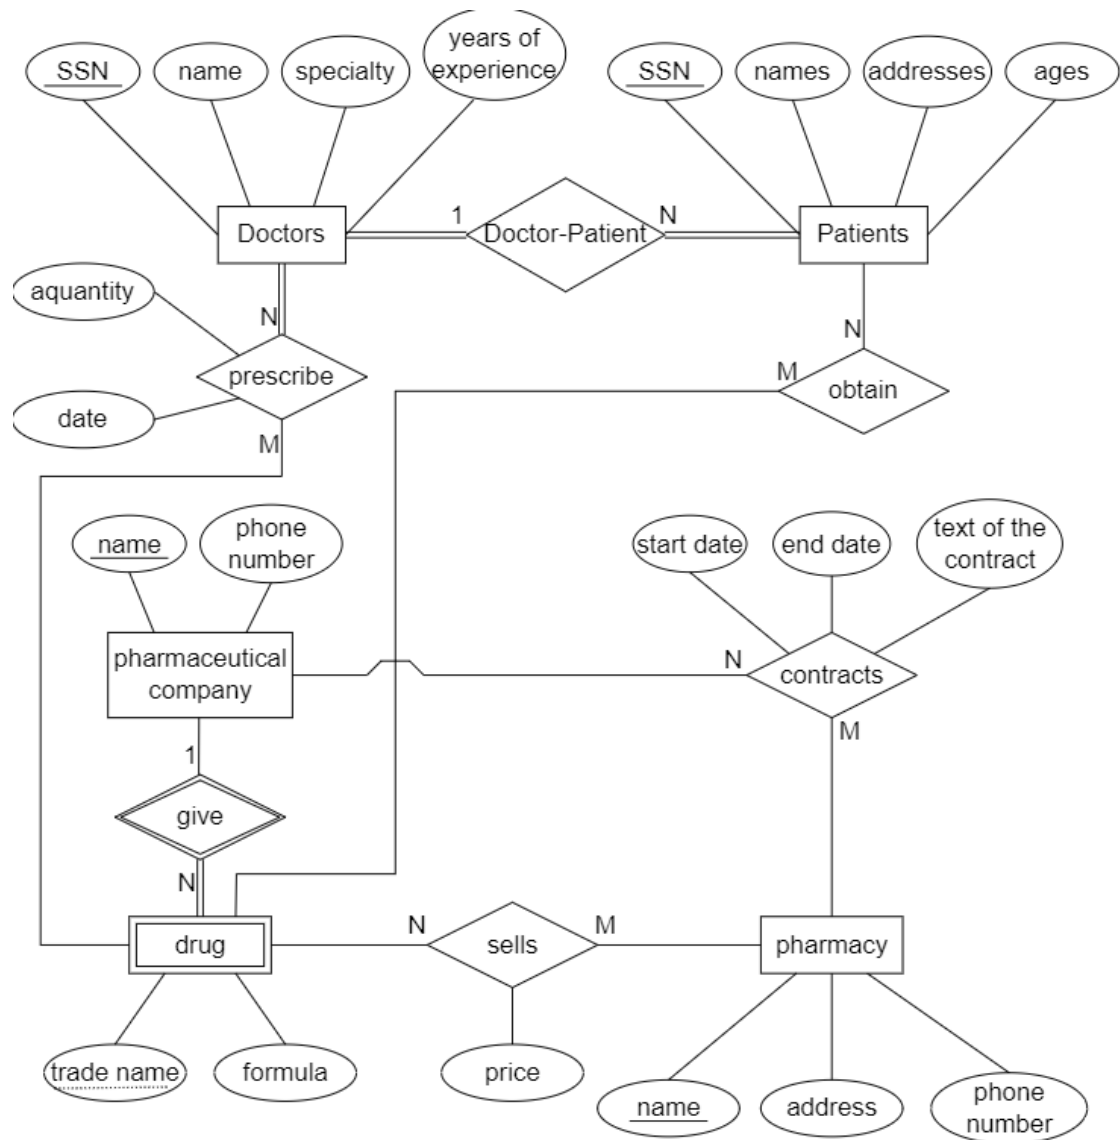 SSN
name
specialty
years of
experience
SSN
names
addresses
ages
Doctors
1
Doctor-Patient
N
Patients
aquantity
N
N
prescribe
M
obtain
date
M
name
phone
number
start date
end date
text of the
contract
pharmaceutical
company
N
contracts
M
1
give
N
drug
N
sells
M
pharmacy
trade name
formula
price
name
address
phone
number